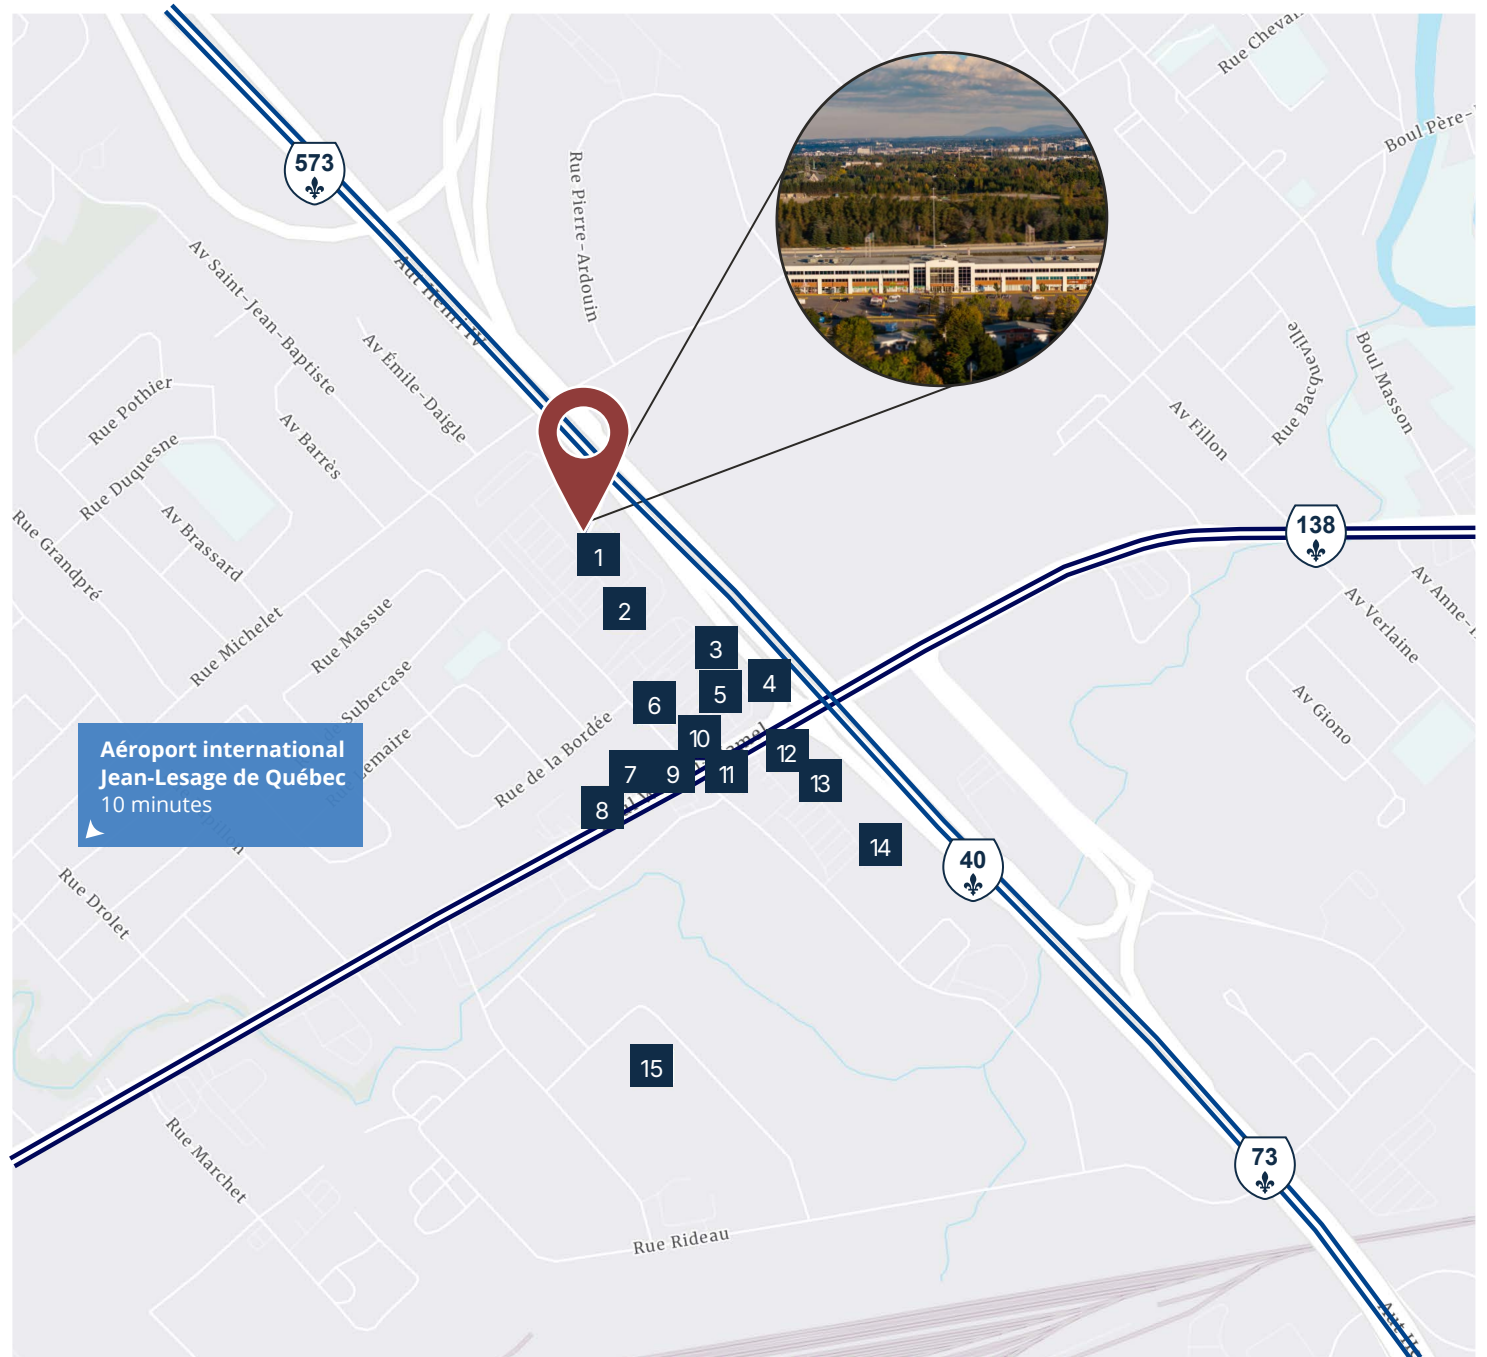 Rue Chevar
Boul Père-
573
Rue Pierre-Ardouin
Av Saint-Jean-Baptiste
Aut Henri IV
Av Émile-Daigle
Rue Bacqueville
Boul Masson
Rue Pothier
Av Barrès
Av Fillon
Rue Duquesne
Av Brassard
Rue Grandpré
138
1
Av Anne-
Av Verlaine
2
Rue Michelet
Rue Massue
3
4
5
6
Subercase
Av Giono
Rue de la Bordée
10
Aéroport international
Jean-Lesage de Québec
10 minutes
Lemaire
12
7
9
11
13
8
14
40
Rue Drolet
15
Rue Marchet
73
Rue Rideau
Aut H